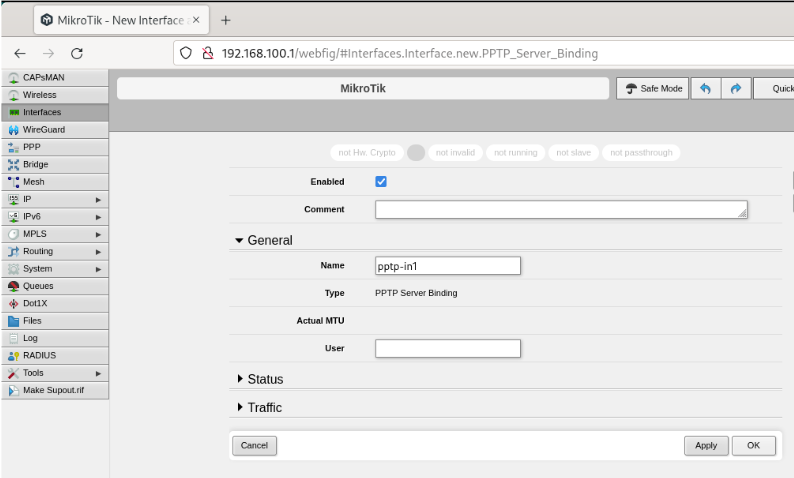 MikroTik - New Interface
192.168.100.1/webfig/#Interfaces.Interface.new.PPTP_Server_Binding
CAPsMAN
Wireless
Interfaces
WireGuard
PPP
Bridge
Mesh
IP
IPv6
MPLS
Routing
System
Queues
Dot1X
Files
Log
RADIUS
Tools
Make Supout.rif
MikroTik
Safe Mode
Quick
not Hw. Crypto
not invalid
not running
not slave
not passthrough
Enabled
Comment
General
Name
pptp-in1
Type
PPTP Server Binding
Actual MTU
User
Status
Traffic
Cancel
Apply
OK